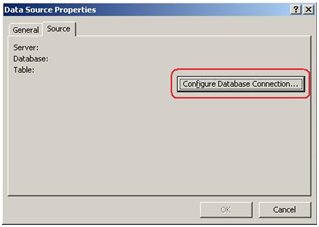 Data Source Properties
General Source
Server:
Database:
Table:
Configure Database Connection...
OK Cancel